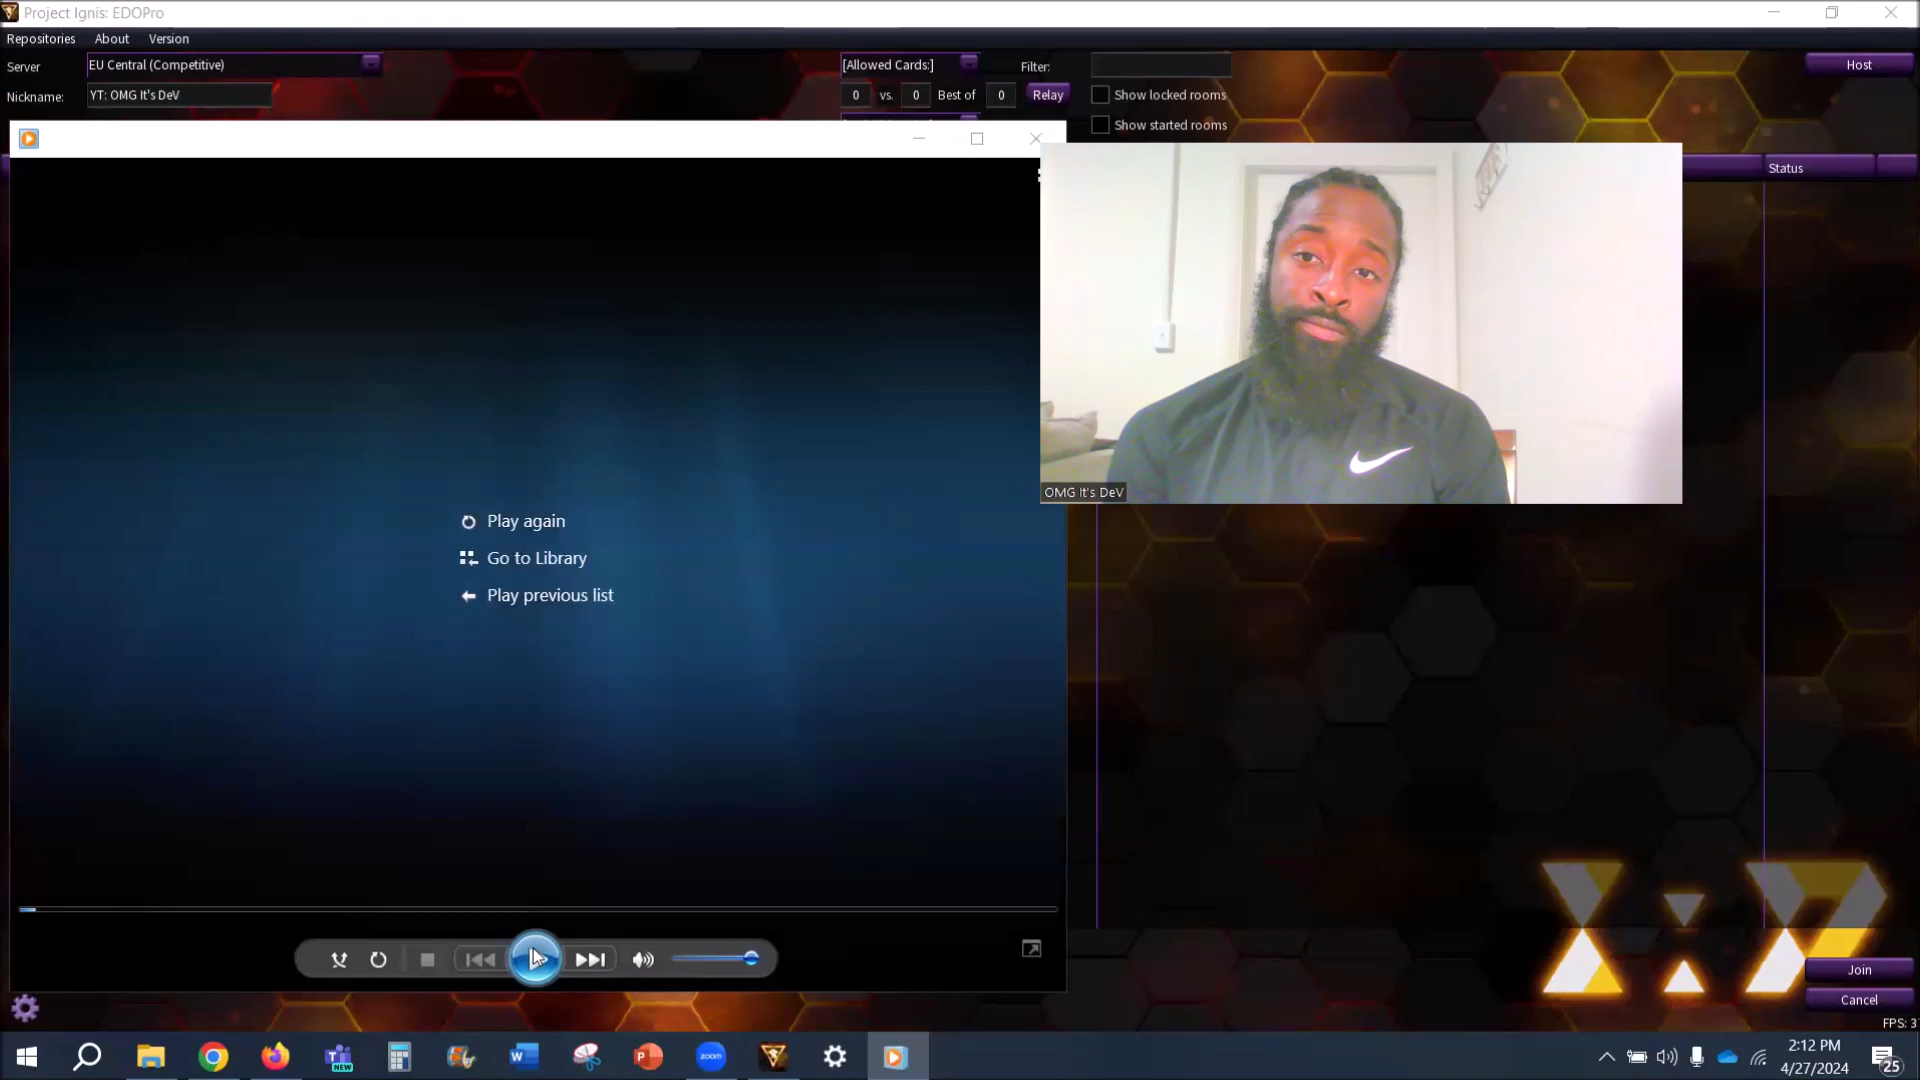 Project Ignis: EDOPro
Repositories About Version
Server EU Central (Competitive) [Allowed Cards:] Filter: Host
Nickname: YT: OMG It's DeV 0 vs. 0 Best of 0 Relay Show locked rooms
Show started rooms
Status
OMG It's DeV
Play again
Go to Library
Play previous list
Join
Cancel
FPS: 3
NEW
zoom
2:12 PM
4/27/2024
25